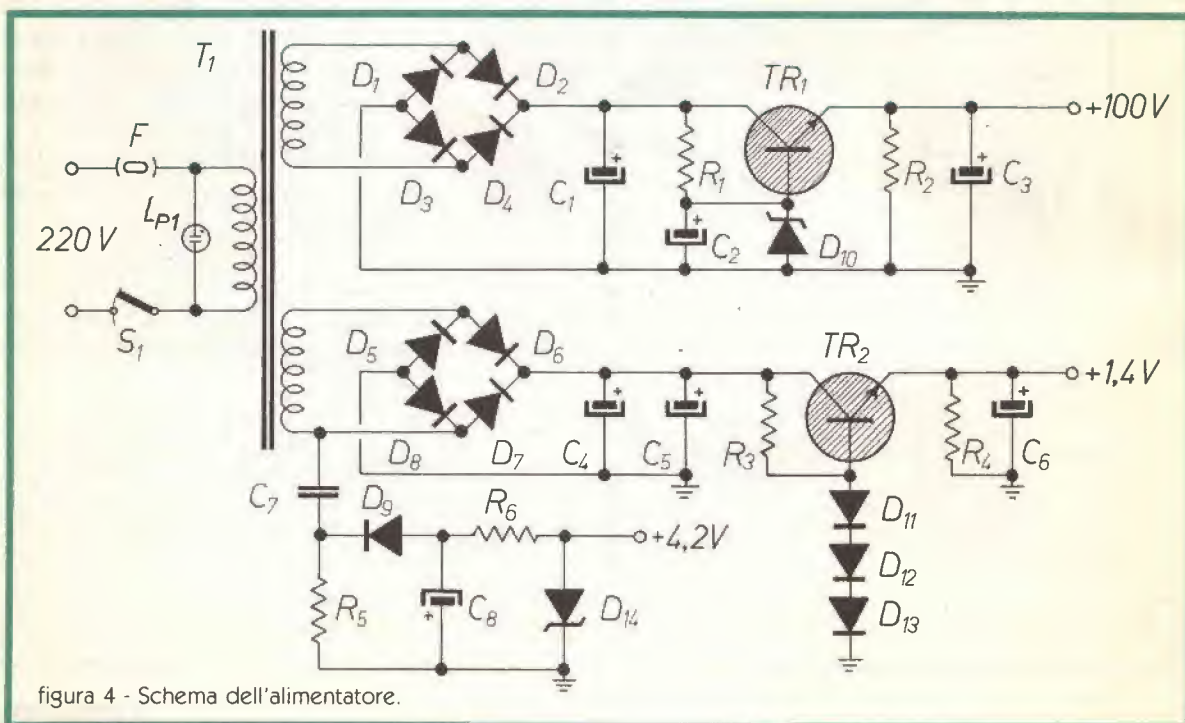 T1
D1
D2
TR1
+100V
F
LP1
220V
S1
D3
D4
C1
R1
C2
D10
R2
C3
+
+
+
D5
D6
TR2
+1,4V
D8
D7
C4
C5
R3
R4
C6
+
+
+
C7
D9
R6
+4,2V
D11
D12
D13
R5
C8
+
D14
figura 4 - Schema dell'alimentatore.